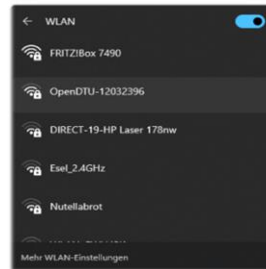 WLAN
FRITZ!Box 7490
OpenDTU-12032396
DIRECT-19-HP Laser 178nw
Esel_2.4GHz
Nutellabrot
Mehr WLAN-Einstellungen